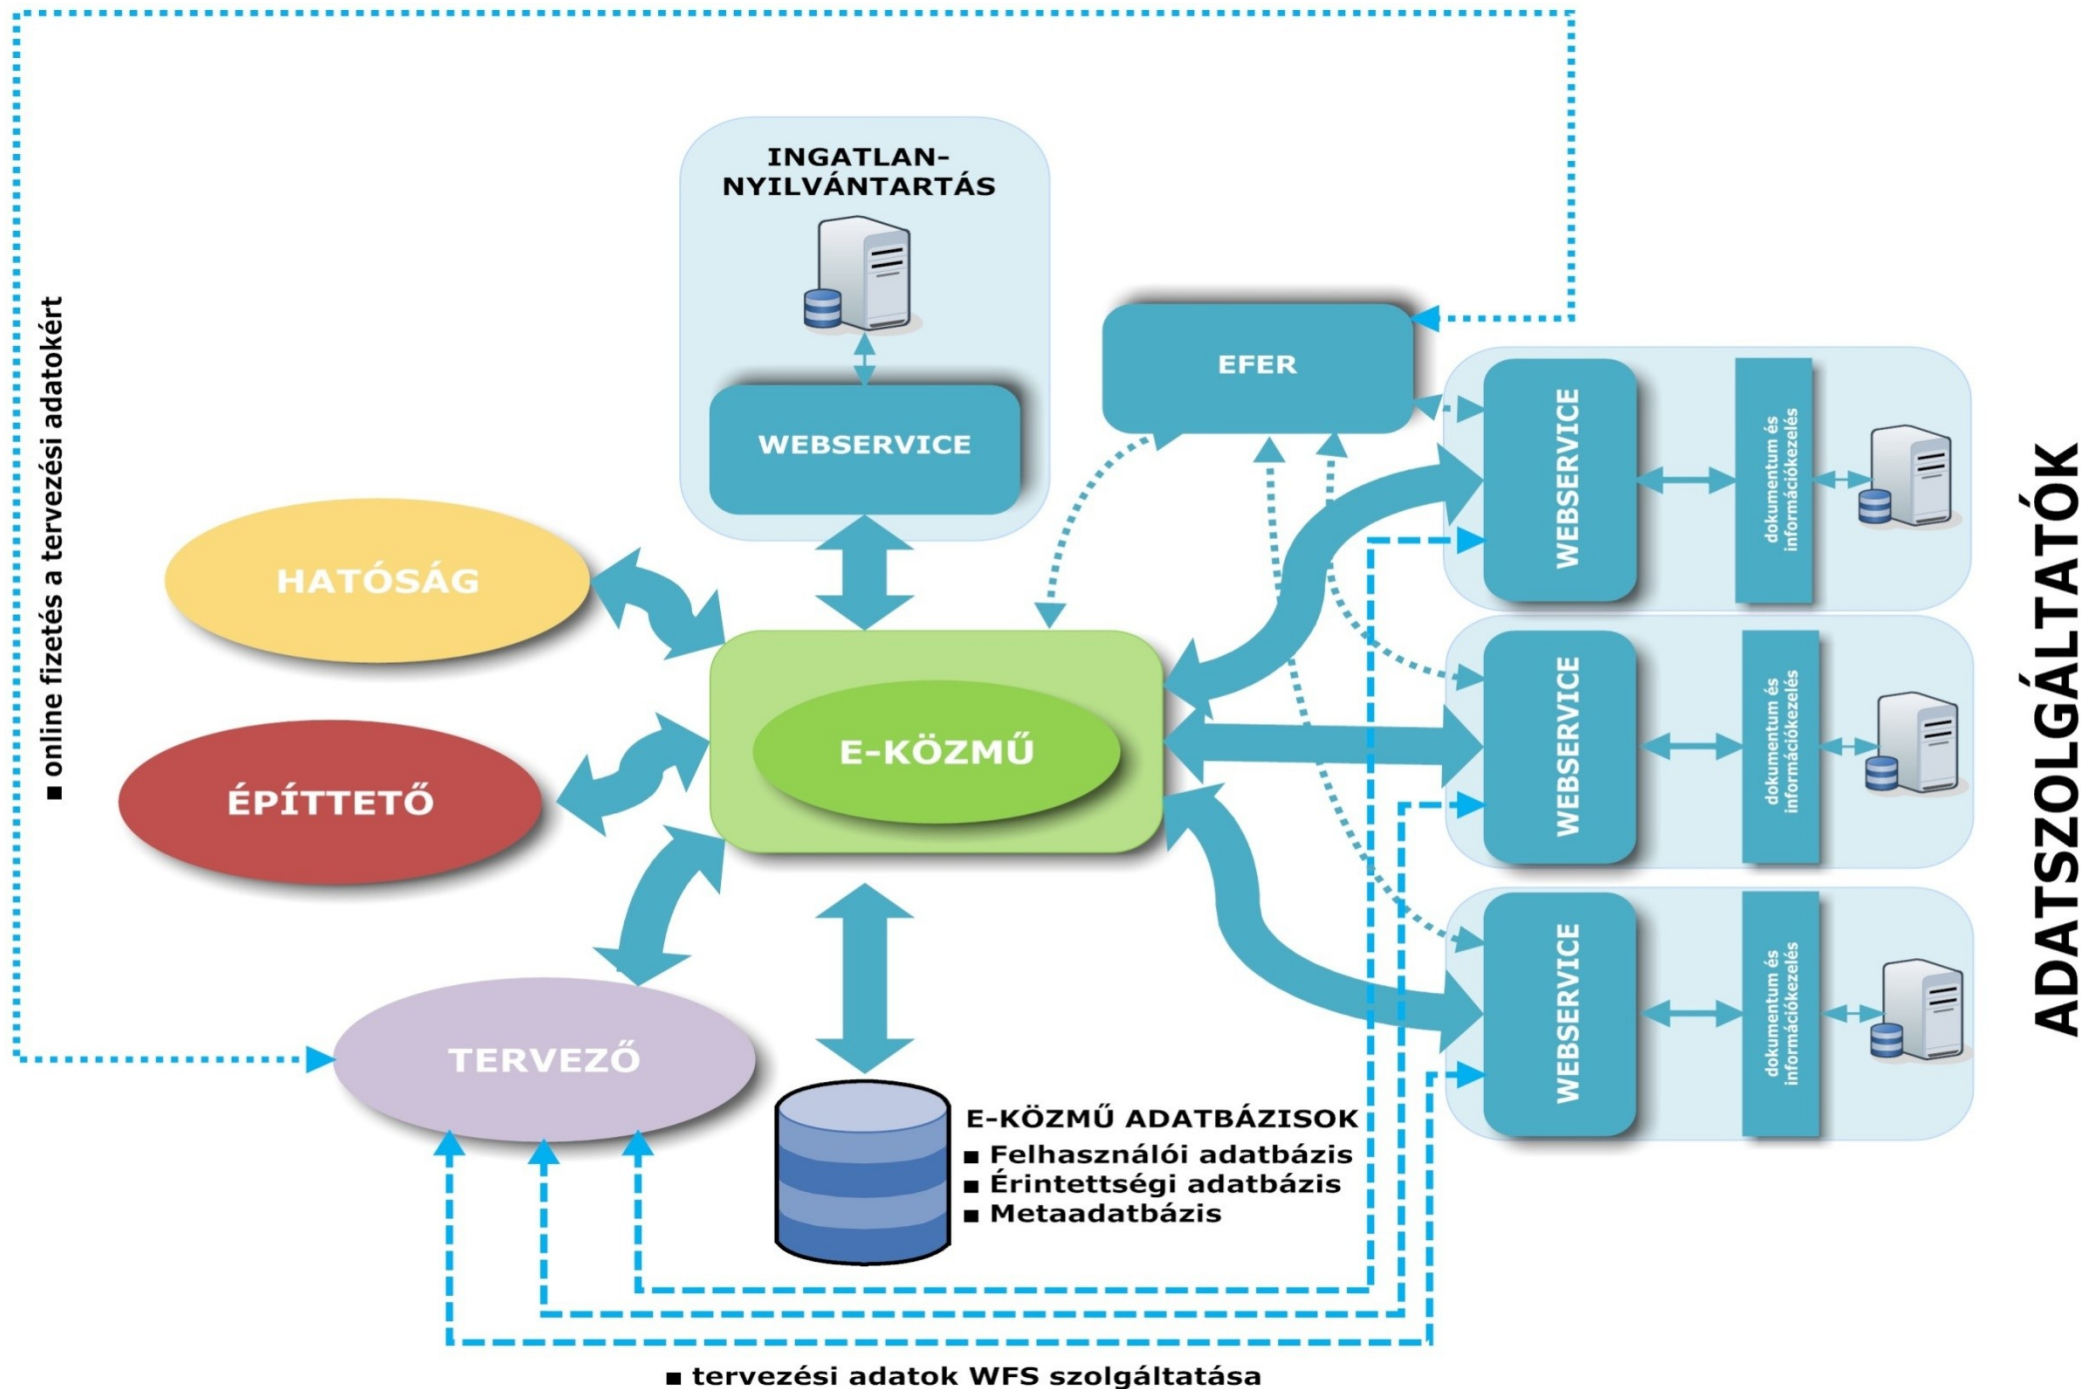 INGATLAN-
NYILVÁNTARTÁS
WEBSERVICE
EFER
HATÓSÁG
ÉPÍTTETŐ
TERVEZŐ
E-KÖZMŰ
E-KÖZMŰ ADATBÁZISOK
▪ Felhasználói adatbázis
▪ Érintettségi adatbázis
▪ Metaadatbázis
WEBSERVICE
dokumentum és
információkezelés
WEBSERVICE
dokumentum és
információkezelés
WEBSERVICE
dokumentum és
információkezelés
ADATSZOLGÁLTATÓK
▪ online fizetés a tervezési adatokért
▪ tervezési adatok WFS szolgáltatása